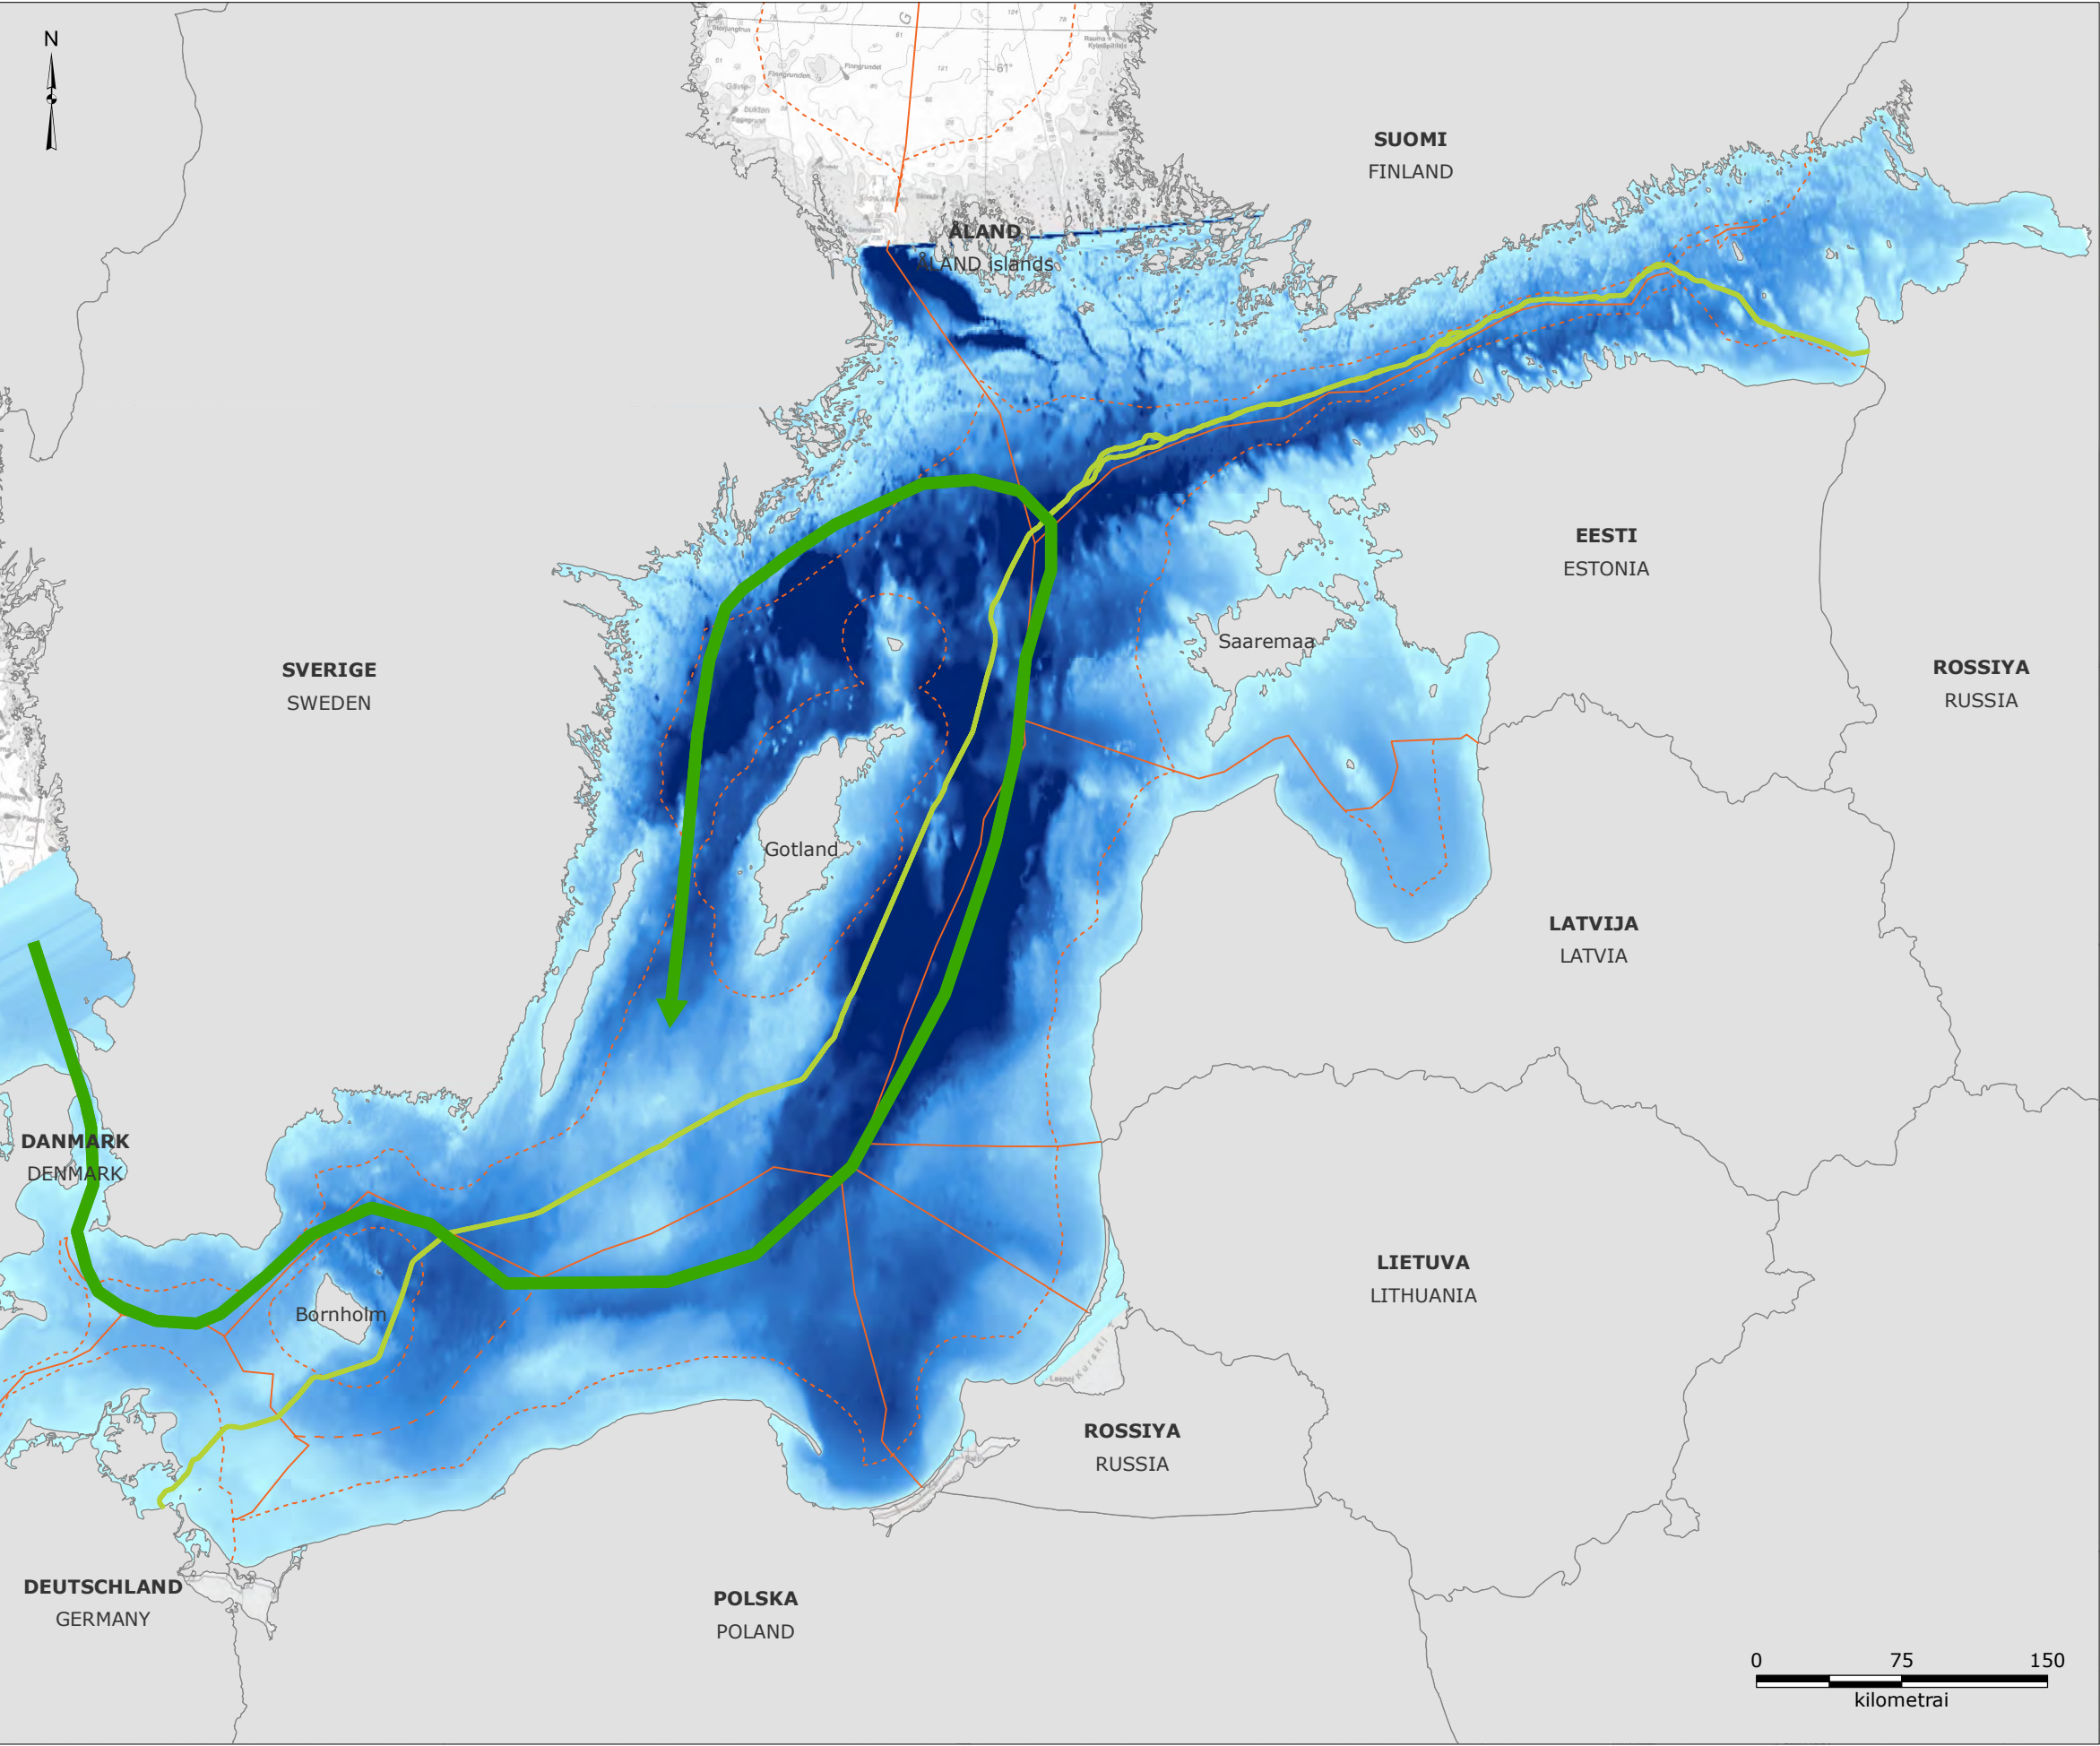 N
SUOMI
FINLAND
ÅLAND
ÅLAND islands
EESTI
ESTONIA
Saaremaa
SVERIGE
SWEDEN
ROSSIYA
RUSSIA
Gotland
LATVIJA
LATVIA
DANMARK
DENMARK
LIETUVA
LITHUANIA
Bornholm
ROSSIYA
RUSSIA
DEUTSCHLAND
GERMANY
POLSKA
POLAND
0 75 150
kilometrai